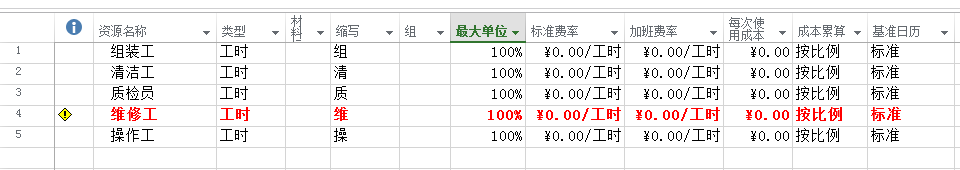 资源名称 类型 材料标 缩写 组 最大单位 标准费率 加班费率 每次使用成本 成本累算 基准日历
1 组装工 工时 组 100% ¥0.00/工时 ¥0.00/工时 ¥0.00 按比例 标准
2 清洁工 工时 清 100% ¥0.00/工时 ¥0.00/工时 ¥0.00 按比例 标准
3 质检员 工时 质 100% ¥0.00/工时 ¥0.00/工时 ¥0.00 按比例 标准
4 维修工 工时 维 100% ¥0.00/工时 ¥0.00/工时 ¥0.00 按比例 标准
5 操作工 工时 操 100% ¥0.00/工时 ¥0.00/工时 ¥0.00 按比例 标准